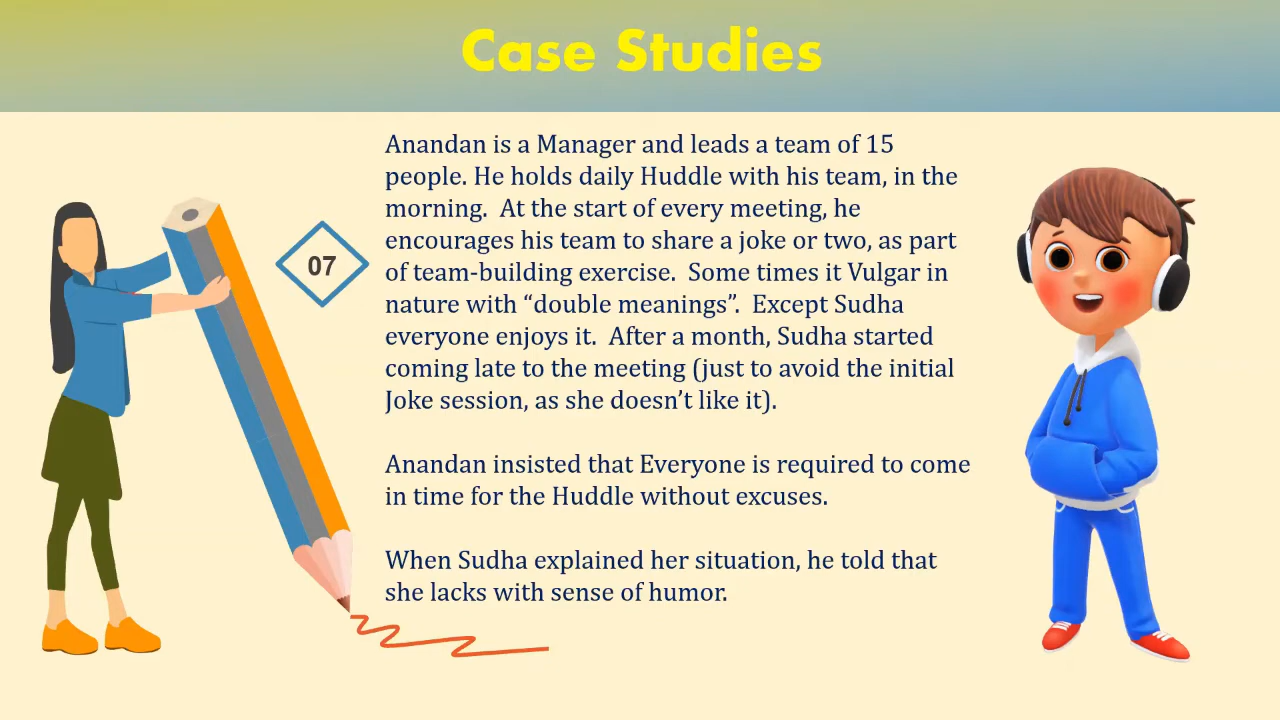 Case Studies
07
Anandan is a Manager and leads a team of 15
people. He holds daily Huddle with his team, in the
morning.  At the start of every meeting, he
encourages his team to share a joke or two, as part
of team-building exercise.  Some times it Vulgar in
nature with “double meanings”.  Except Sudha
everyone enjoys it.  After a month, Sudha started
coming late to the meeting (just to avoid the initial
Joke session, as she doesn’t like it).
Anandan insisted that Everyone is required to come
in time for the Huddle without excuses.
When Sudha explained her situation, he told that
she lacks with sense of humor.